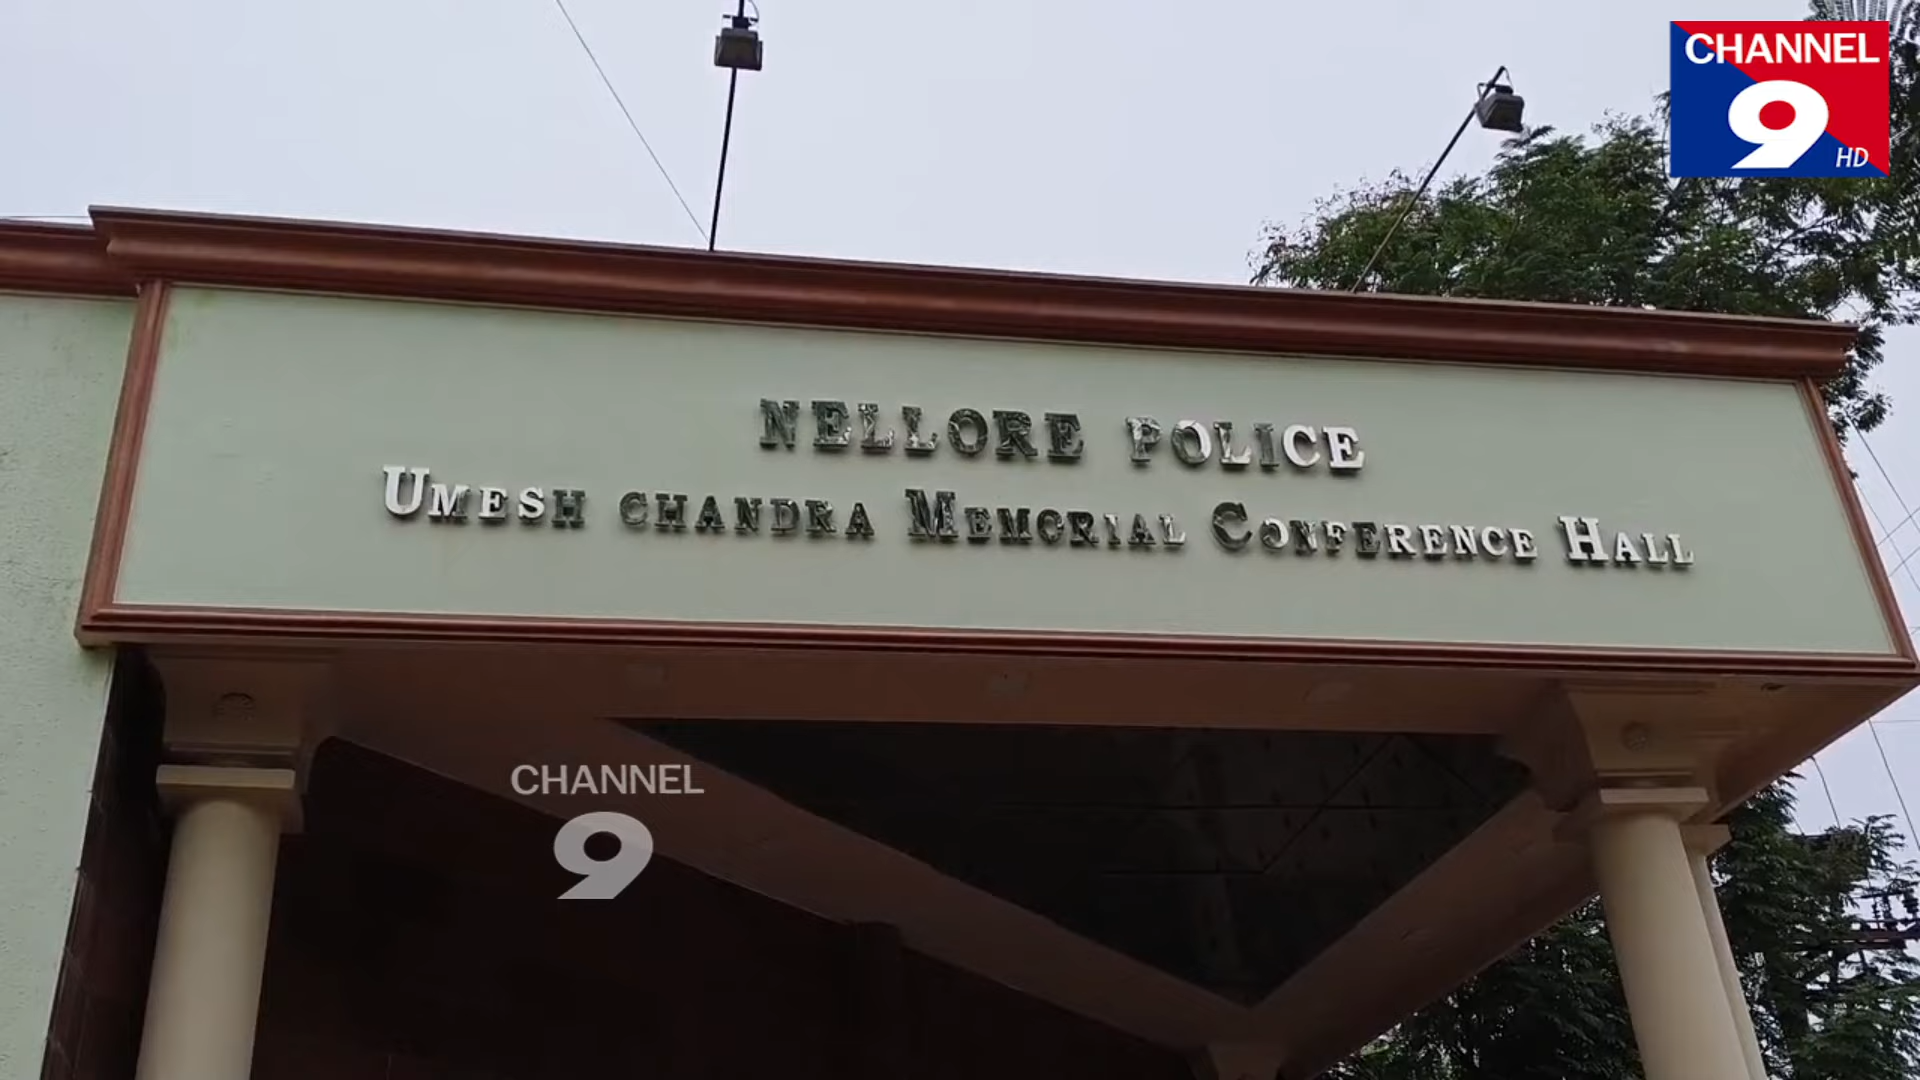 CHANNEL
9
HD
NELLORE POLICE
UMESH CHANDRA MEMORIAL CONFERENCE HALL
CHANNEL
9